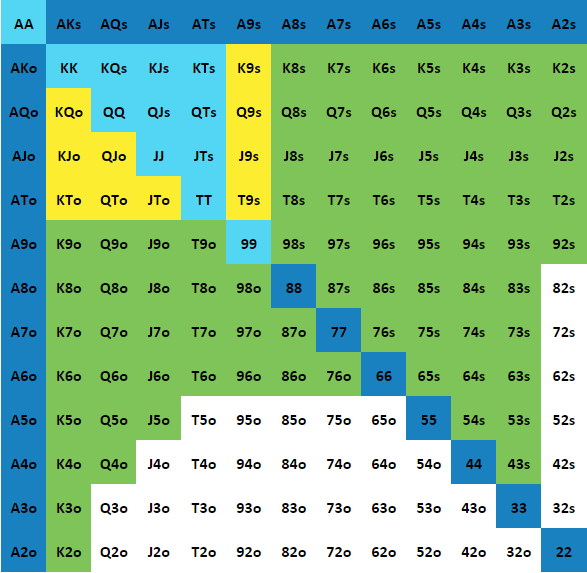 AA AKs AQs AJs ATs A9s A8s A7s A6s A5s A4s A3s A2s
AKo KK KQs KJs KTs K9s K8s K7s K6s K5s K4s K3s K2s
AQo KQo QQ QJs QTs Q9s Q8s Q7s Q6s Q5s Q4s Q3s Q2s
AJo KJo QJo JJ JTs J9s J8s J7s J6s J5s J4s J3s J2s
ATo KTo QTo JTo TT T9s T8s T7s T6s T5s T4s T3s T2s
A9o K9o Q9o J9o T9o 99 98s 97s 96s 95s 94s 93s 92s
A8o K8o Q8o J8o T8o 98o 88 87s 86s 85s 84s 83s 82s
A7o K7o Q7o J7o T7o 97o 87o 77 76s 75s 74s 73s 72s
A6o K6o Q6o J6o T6o 96o 86o 76o 66 65s 64s 63s 62s
A5o K5o Q5o J5o T5o 95o 85o 75o 65o 55 54s 53s 52s
A4o K4o Q4o J4o T4o 94o 84o 74o 64o 54o 44 43s 42s
A3o K3o Q3o J3o T3o 93o 83o 73o 63o 53o 43o 33 32s
A2o K2o Q2o J2o T2o 92o 82o 72o 62o 52o 42o 32o 22